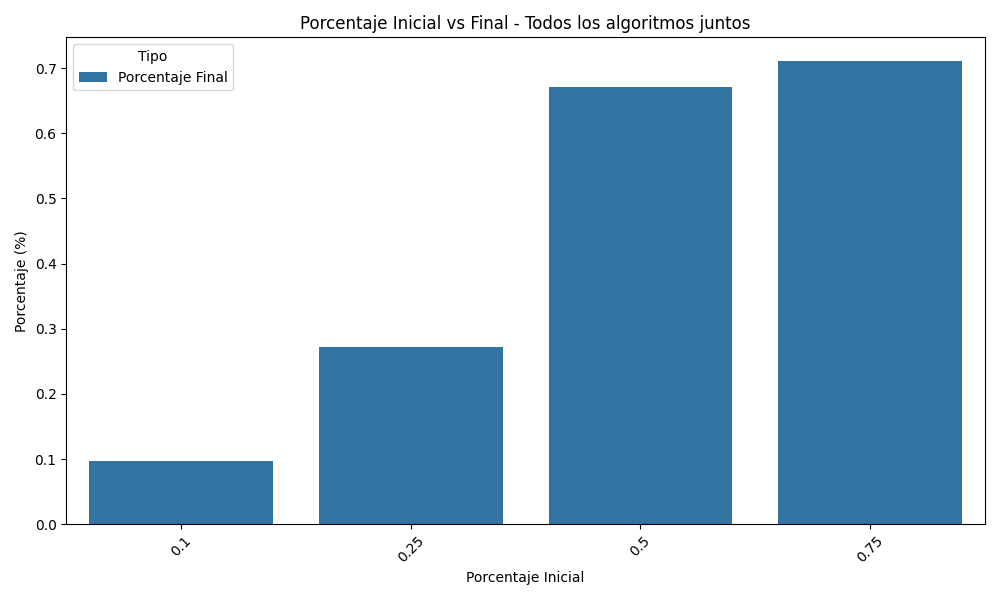 Porcentaje Inicial vs Final - Todos los algoritmos juntos
Tipo
Porcentaje Final
Porcentaje (%)
0.7
0.6
0.5
0.4
0.3
0.2
0.1
0.0
0.1
0.25
0.5
0.75
Porcentaje Inicial